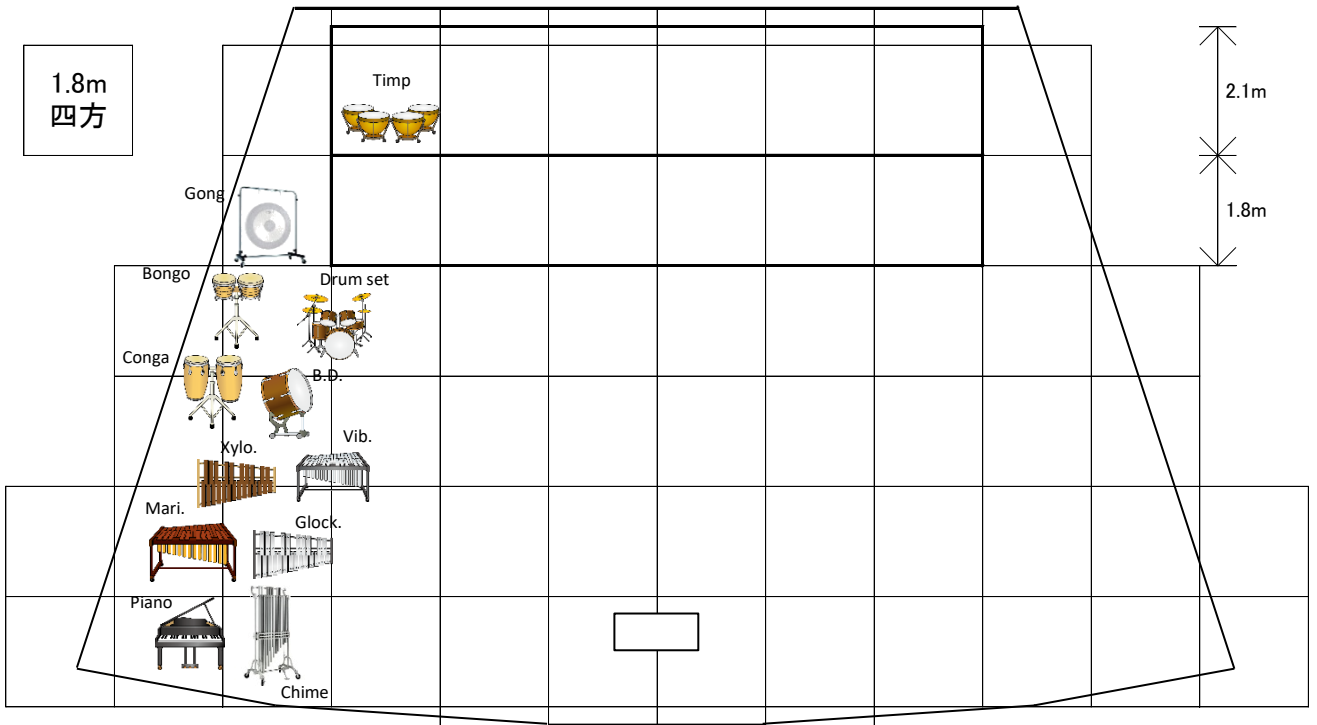 1.8m
四方
Timp
2.1m
Gong
1.8m
Bongo
Drum set
Conga
B.D.
Xylo.
Vib.
Mari.
Glock.
Piano
Chime